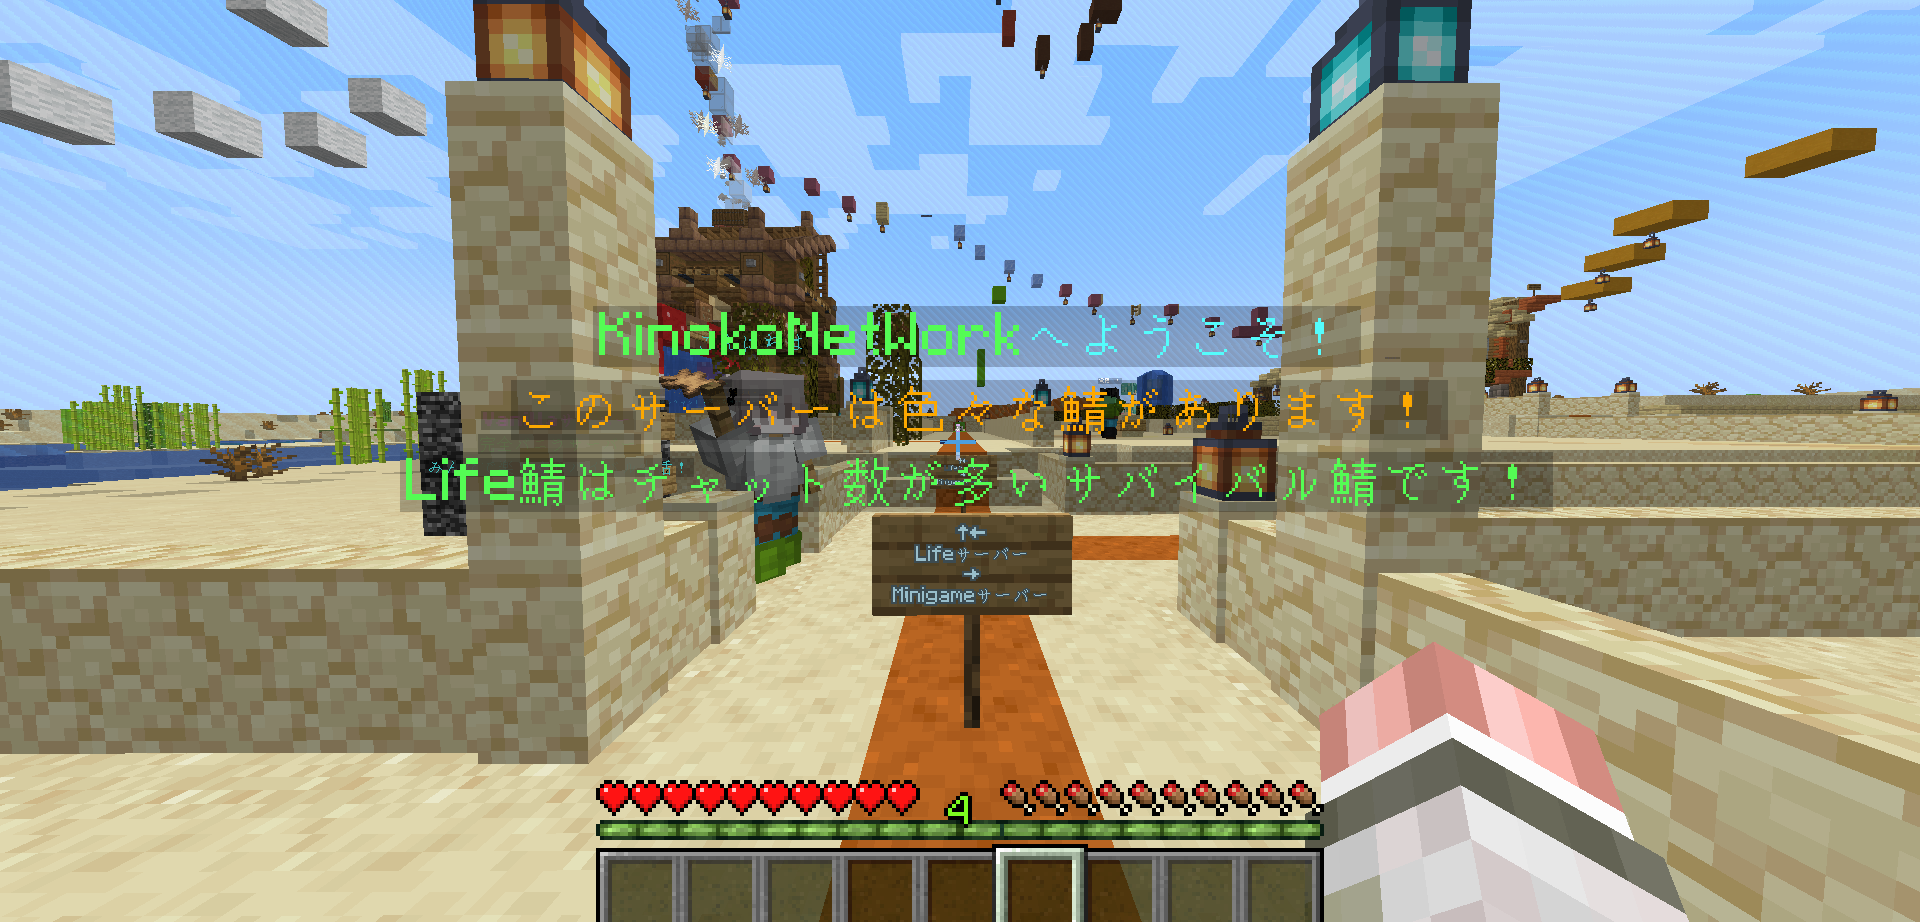 KinokoNetWorkへようこそ！
このサーバーは色々な鯖があります！
Life鯖はチャット数が多いサバイバル鯖です！
↑←
Lifeサーバー
→
Minigameサーバー
4